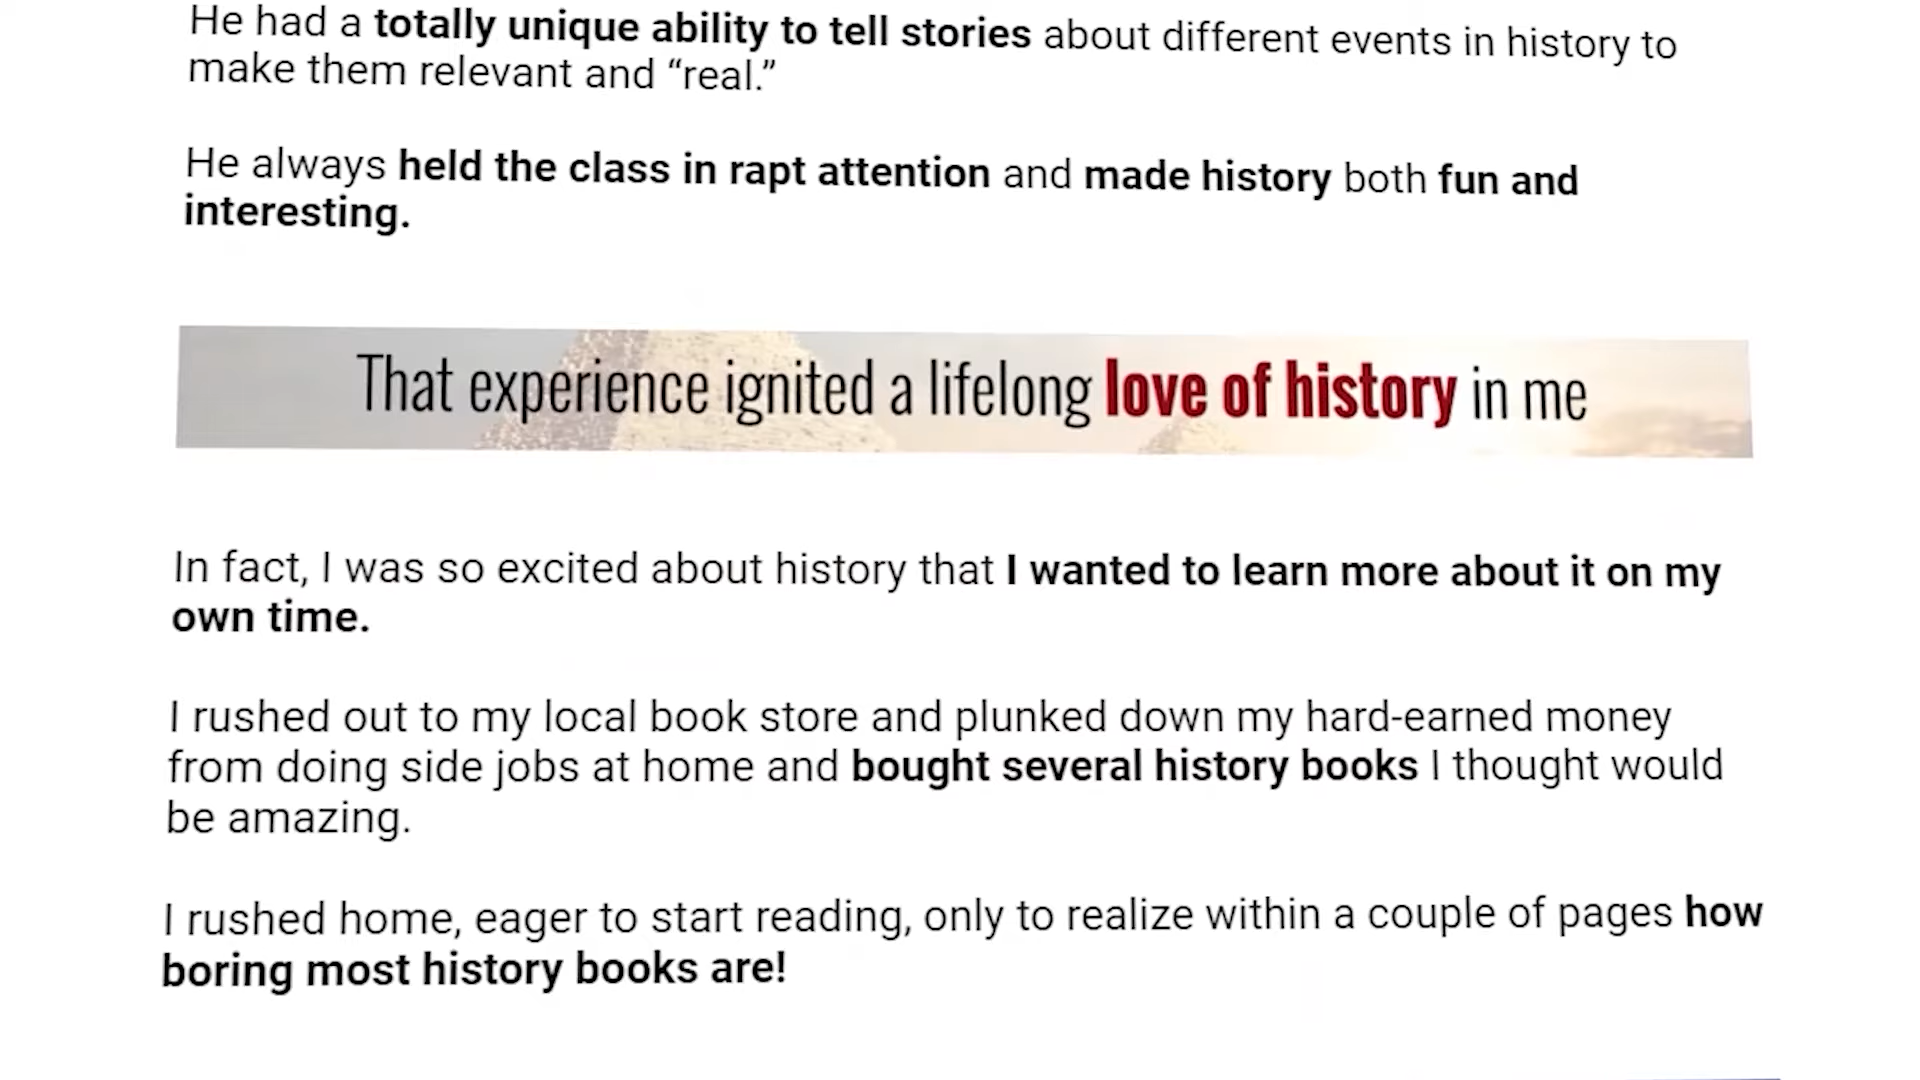 He had a totally unique ability to tell stories about different events in history to
make them relevant and “real.”
He always held the class in rapt attention and made history both fun and
interesting.
That experience ignited a lifelong love of history in me
In fact, I was so excited about history that I wanted to learn more about it on my
own time.
I rushed out to my local book store and plunked down my hard-earned money
from doing side jobs at home and bought several history books I thought would
be amazing.
I rushed home, eager to start reading, only to realize within a couple of pages how
boring most history books are!